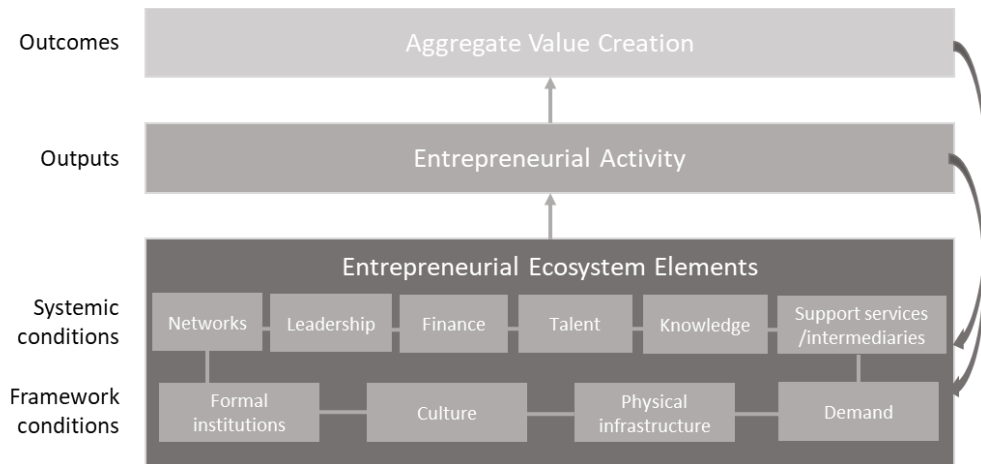 Outcomes
Aggregate Value Creation
Outputs
Entrepreneurial Activity
Entrepreneurial Ecosystem Elements
Systemic
conditions
Networks
Leadership
Finance
Talent
Knowledge
Support services
/intermediaries
Framework
conditions
Formal
institutions
Culture
Physical
infrastructure
Demand